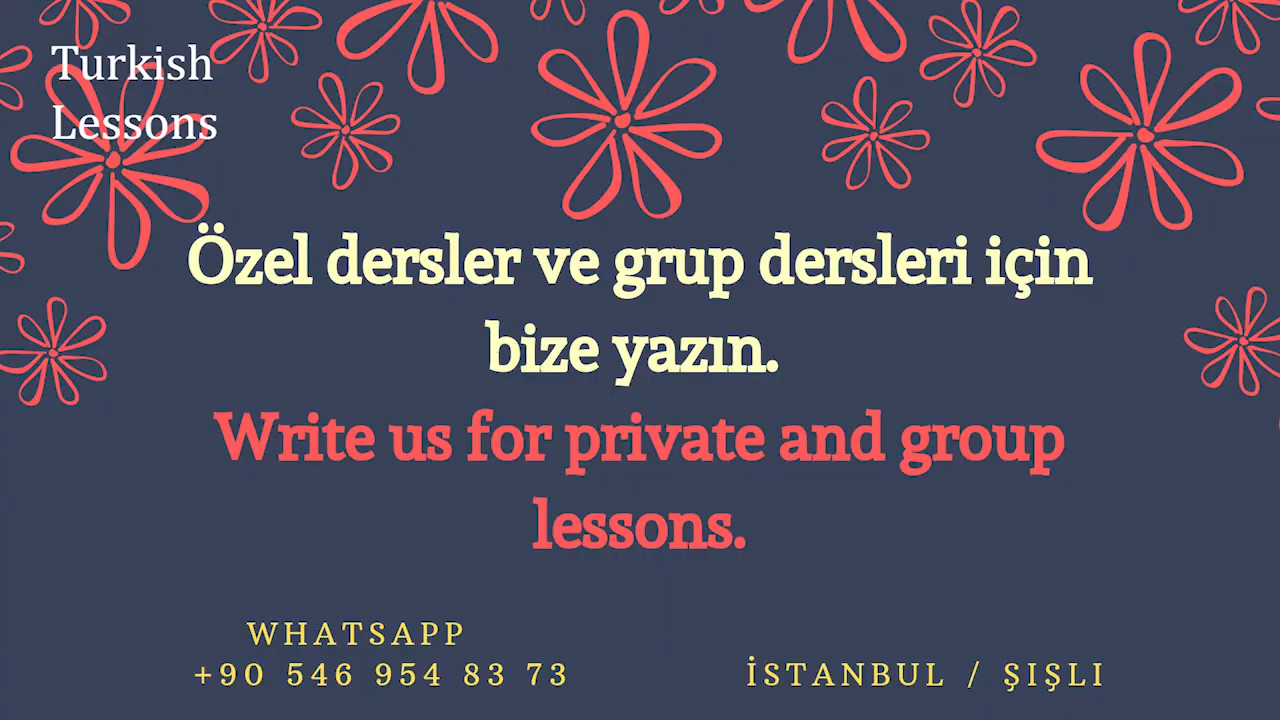 Turkish
Lessons
Özel dersler ve grup dersleri için
bize yazın.
Write us for private and group
lessons.
WHATSAPP
+90 546 954 83 73
İSTANBUL / ŞIŞLI